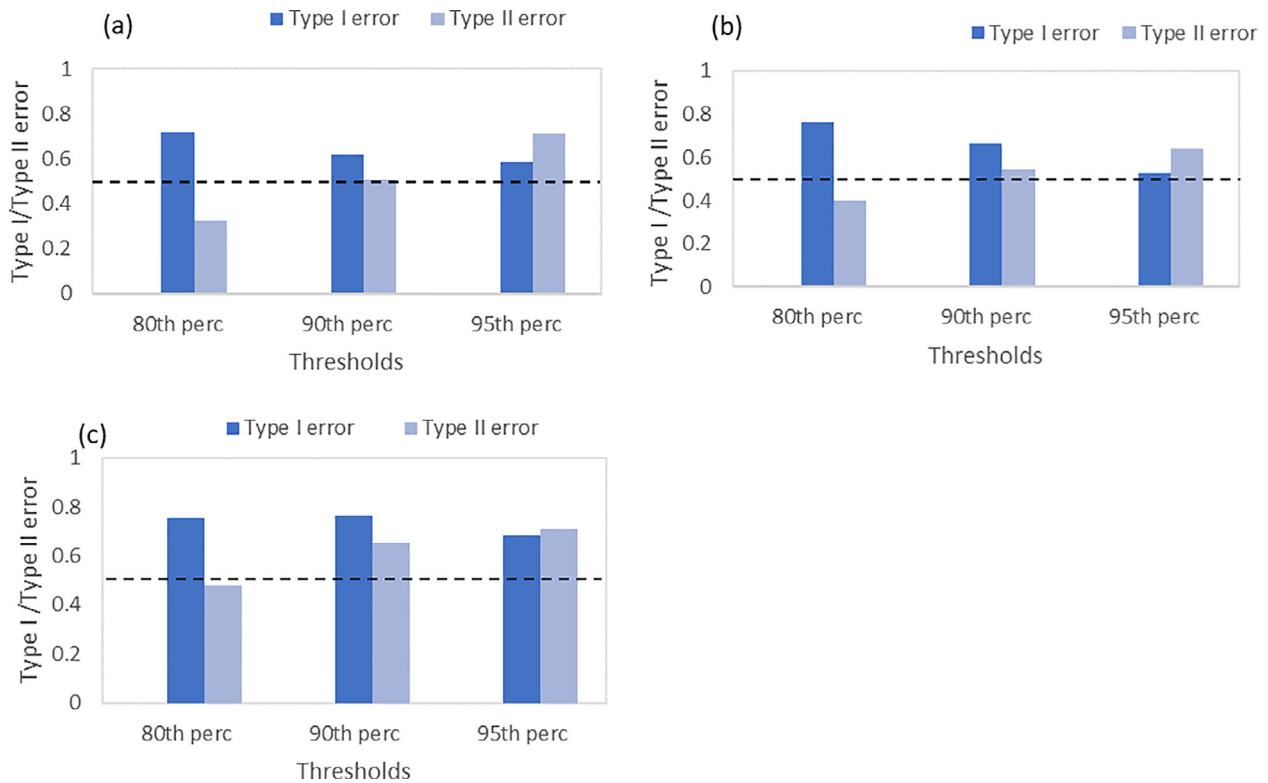 (a)
Type I error Type II error
Type I/Type II error
1
0.8
0.6
0.4
0.2
0
80th perc 90th perc 95th perc
Thresholds
(b)
Type I error Type II error
Type I /Type II error
1
0.8
0.6
0.4
0.2
0
80th perc 90th perc 95th perc
Thresholds
(c)
Type I error Type II error
Type I /Type II error
1
0.8
0.6
0.4
0.2
0
80th perc 90th perc 95th perc
Thresholds